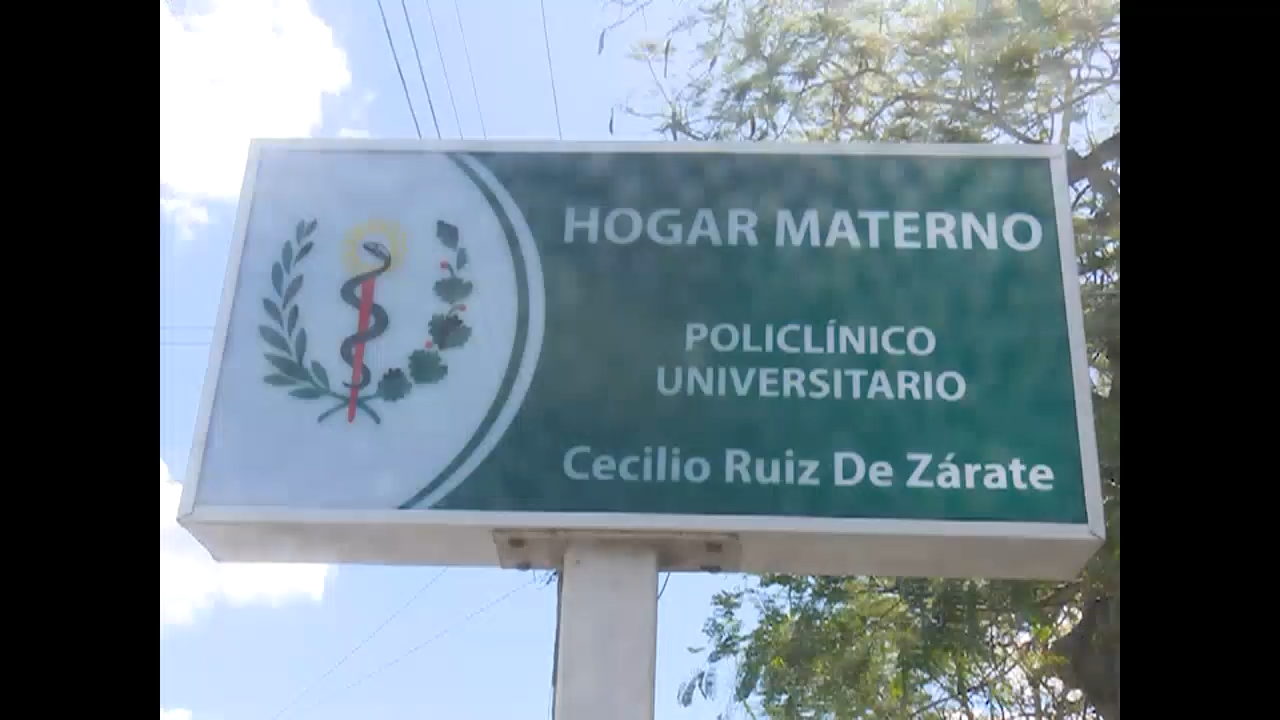 HOGAR MATERNO
POLICLÍNICO
UNIVERSITARIO
Cecilio Ruiz De Zárate